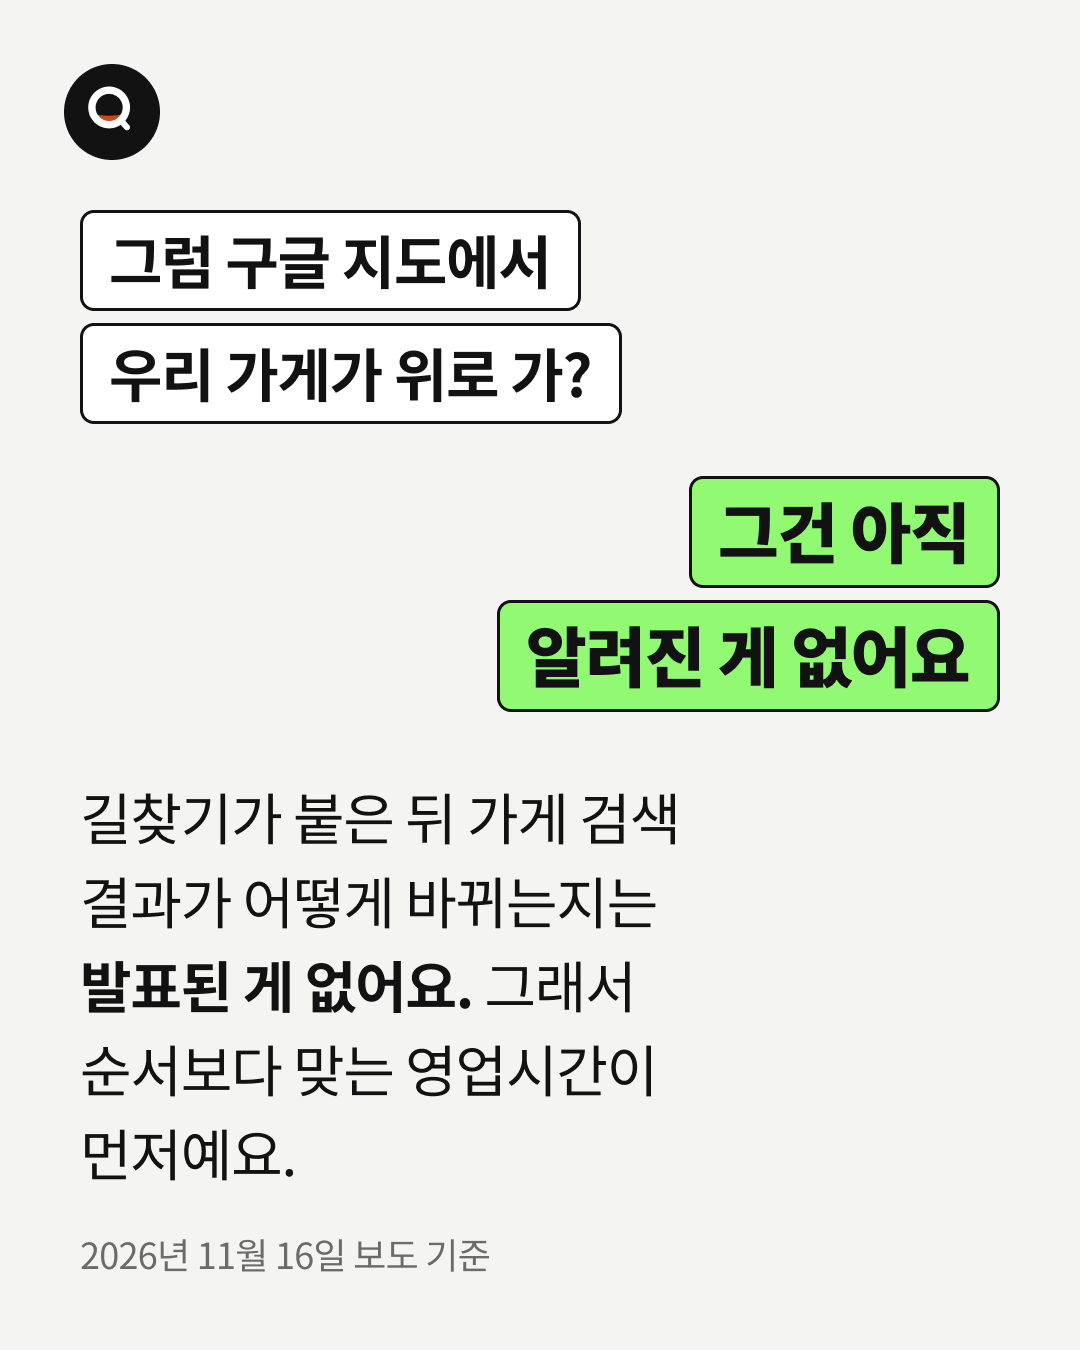 그럼 구글 지도에서
우리 가게가 위로 가?
그건 아직
알려진 게 없어요
길찾기가 붙은 뒤 가게 검색
결과가 어떻게 바뀌는지는
발표된 게 없어요. 그래서
순서보다 맞는 영업시간이
먼저예요.
2026년 11월 16일 보도 기준